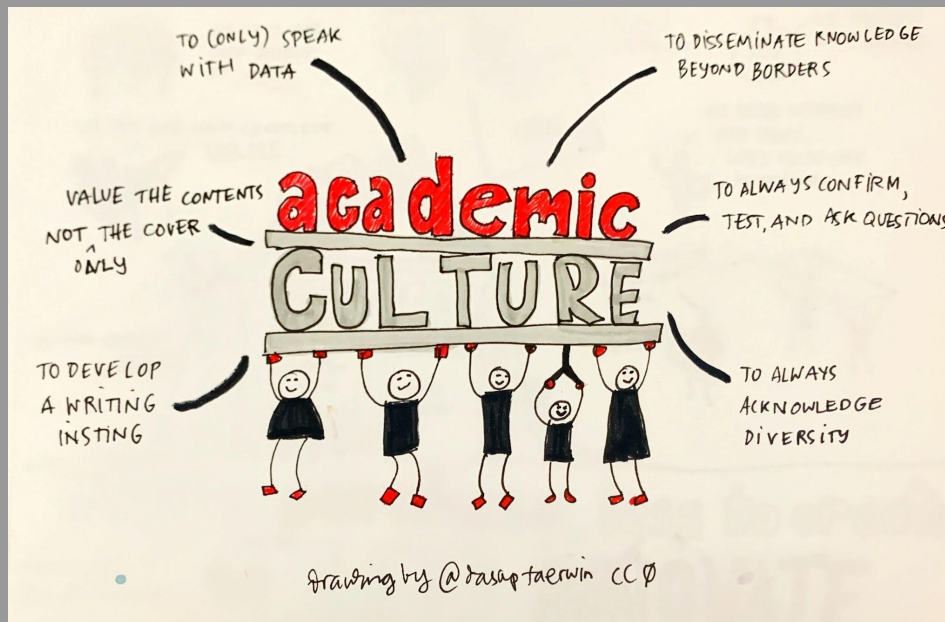 TO (ONLY) SPEAK
WITH DATA
TO DISSEMINATE KNOWLEDGE
BEYOND BORDERS
VALUE THE CONTENTS
NOT THE COVER
ONLY
academic
CULTURE
TO ALWAYS CONFIRM,
TEST, AND ASK QUESTIONS
TO DEVELOP
A WRITING
INSTING
TO ALWAYS
ACKNOWLEDGE
DIVERSITY
drawing by @dasaptaerwin CC0